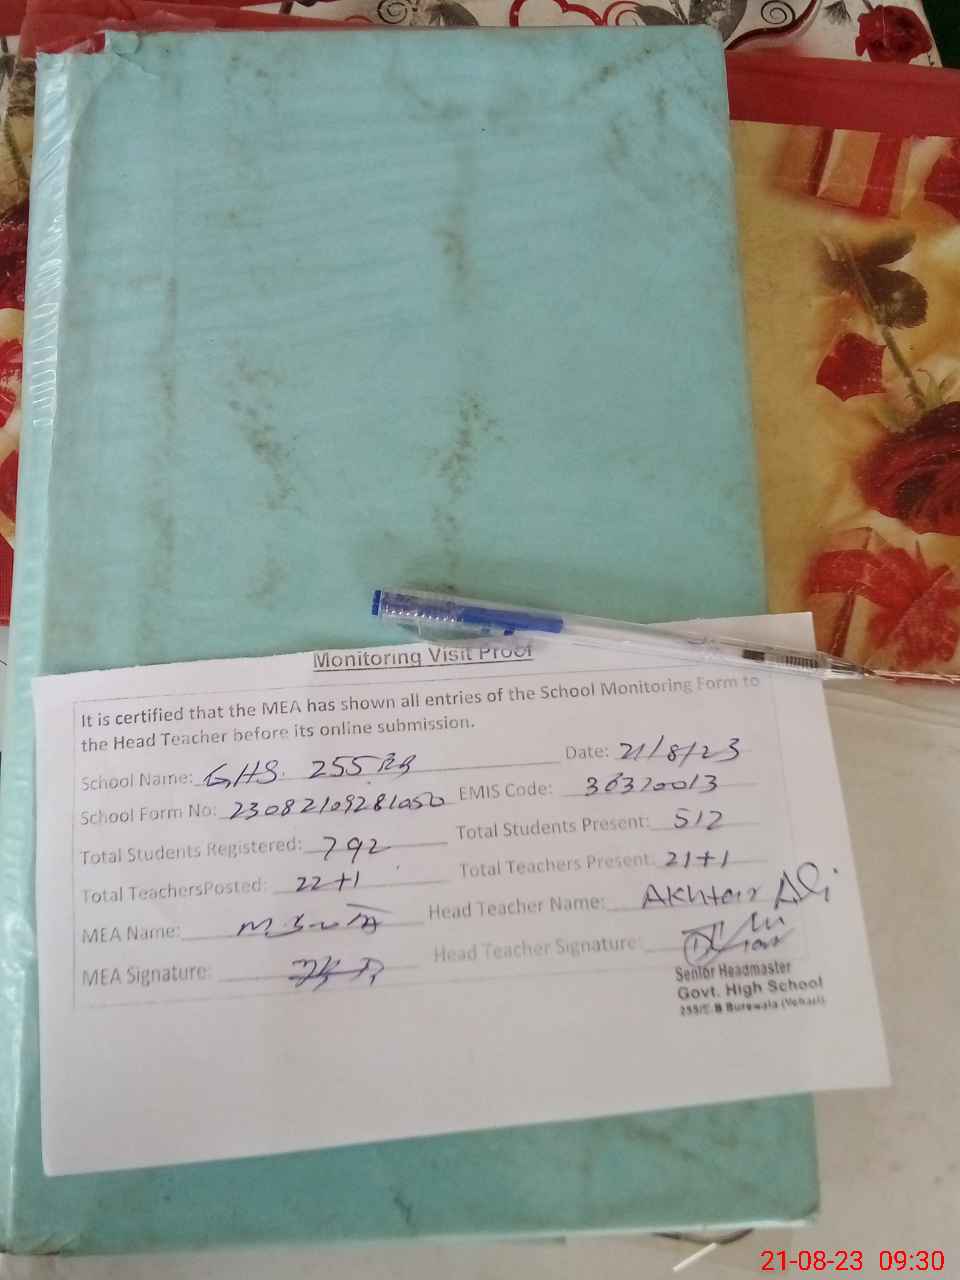 Monitoring Visit Proof
It is certified that the MEA has shown all entries of the School Monitoring Form to
the Head Teacher before its online submission.
School Name: GHS. 255 EB Date: 21/8/23
School Form No: EMIS Code:
Total Students Registered: 792 Total Students Present: 512
Total TeachersPosted: 22+1 Total Teachers Present: 21+1
MEA Name: Head Teacher Name: Akhtar Ali
MEA Signature: Head Teacher Signature:
Senior Headmaster
Govt. High School
255/E.B Burewala (Vehari)
21-08-23 09:30